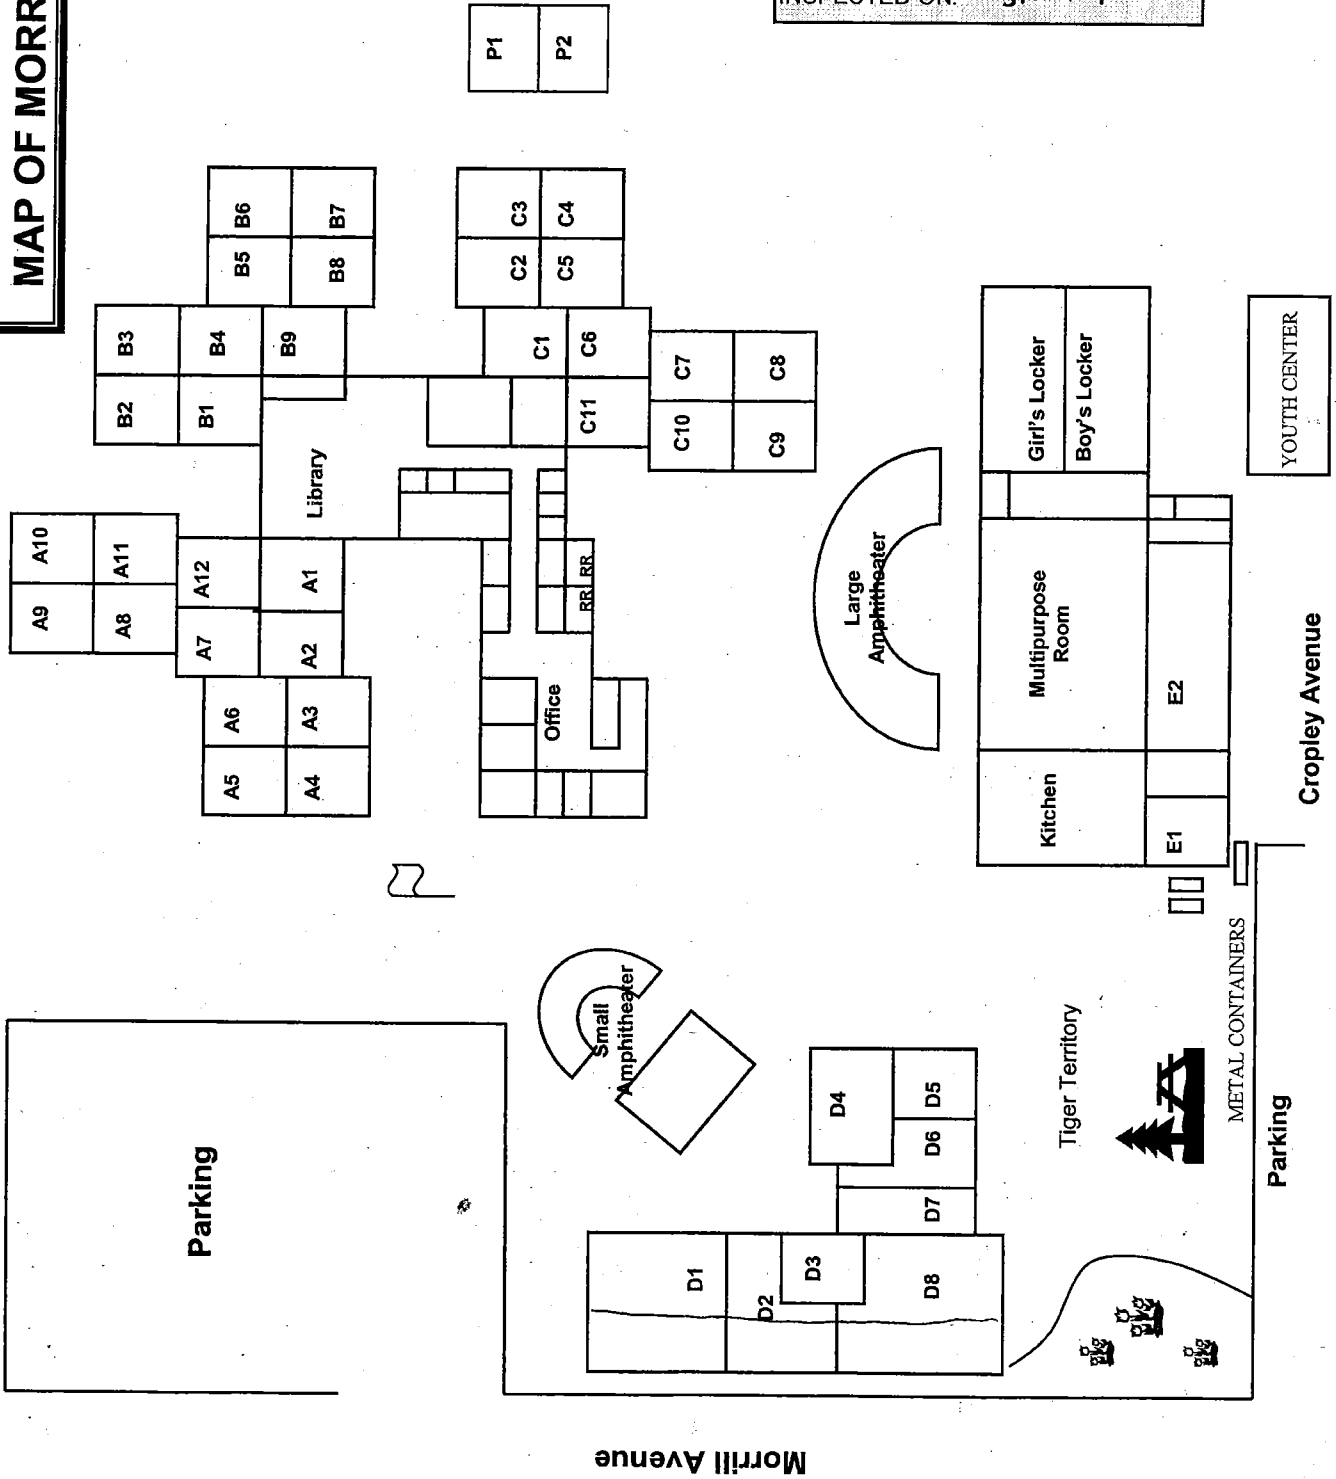 MAP OF MORR
INSPECTED ON:
P1
P2
B6
B7
B5
B8
C3
C4
C2
C5
B3
B4
B9
C1
C6
C7
C8
B2
B1
C11
C10
C9
Girl's Locker
Boy's Locker
YOUTH CENTER
Library
A10
A11
A12
A1
RR
RR
A9
A8
A7
A2
Large
Amphitheater
Multipurpose
Room
E2
Cropley Avenue
A6
A3
Office
A5
A4
Kitchen
E1
Small
Amphitheater
Tiger Territory
METAL CONTAINERS
D4
D5
D6
D7
Parking
Parking
D1
D2
D3
D8
Morrill Avenue